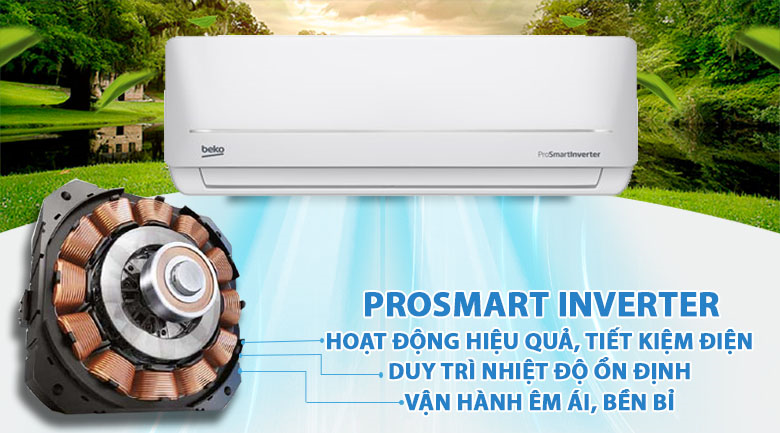 beko
ProSmartInverter
PROSMART INVERTER
HOẠT ĐỘNG HIỆU QUẢ, TIẾT KIỆM ĐIỆN
DUY TRÌ NHIỆT ĐỘ ỔN ĐỊNH
VẬN HÀNH ÊM ÁI, BỀN BỈ